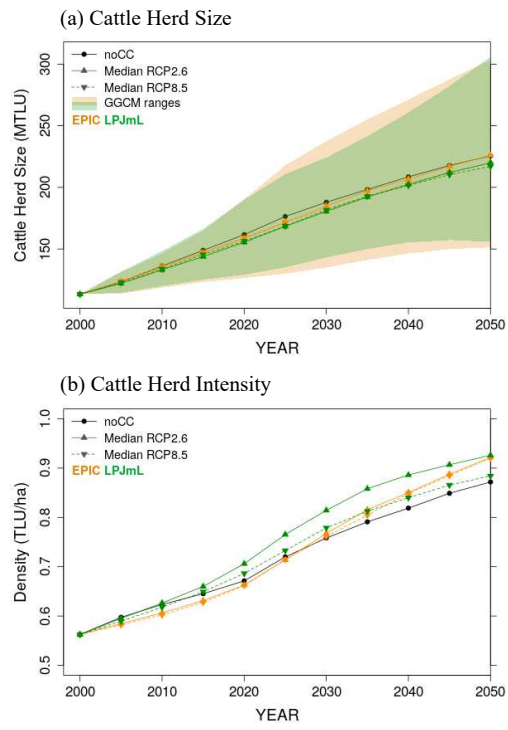 (a) Cattle Herd Size
noCC
Median RCP2.6
Median RCP8.5
GGCM ranges
EPIC LPJmL
Cattle Herd Size (MTLU)
300
250
200
150
2000 2010 2020 2030 2040 2050
YEAR
(b) Cattle Herd Intensity
noCC
Median RCP2.6
Median RCP8.5
EPIC LPJmL
Density (TLU/ha)
1.0
0.9
0.8
0.7
0.6
0.5
2000 2010 2020 2030 2040 2050
YEAR